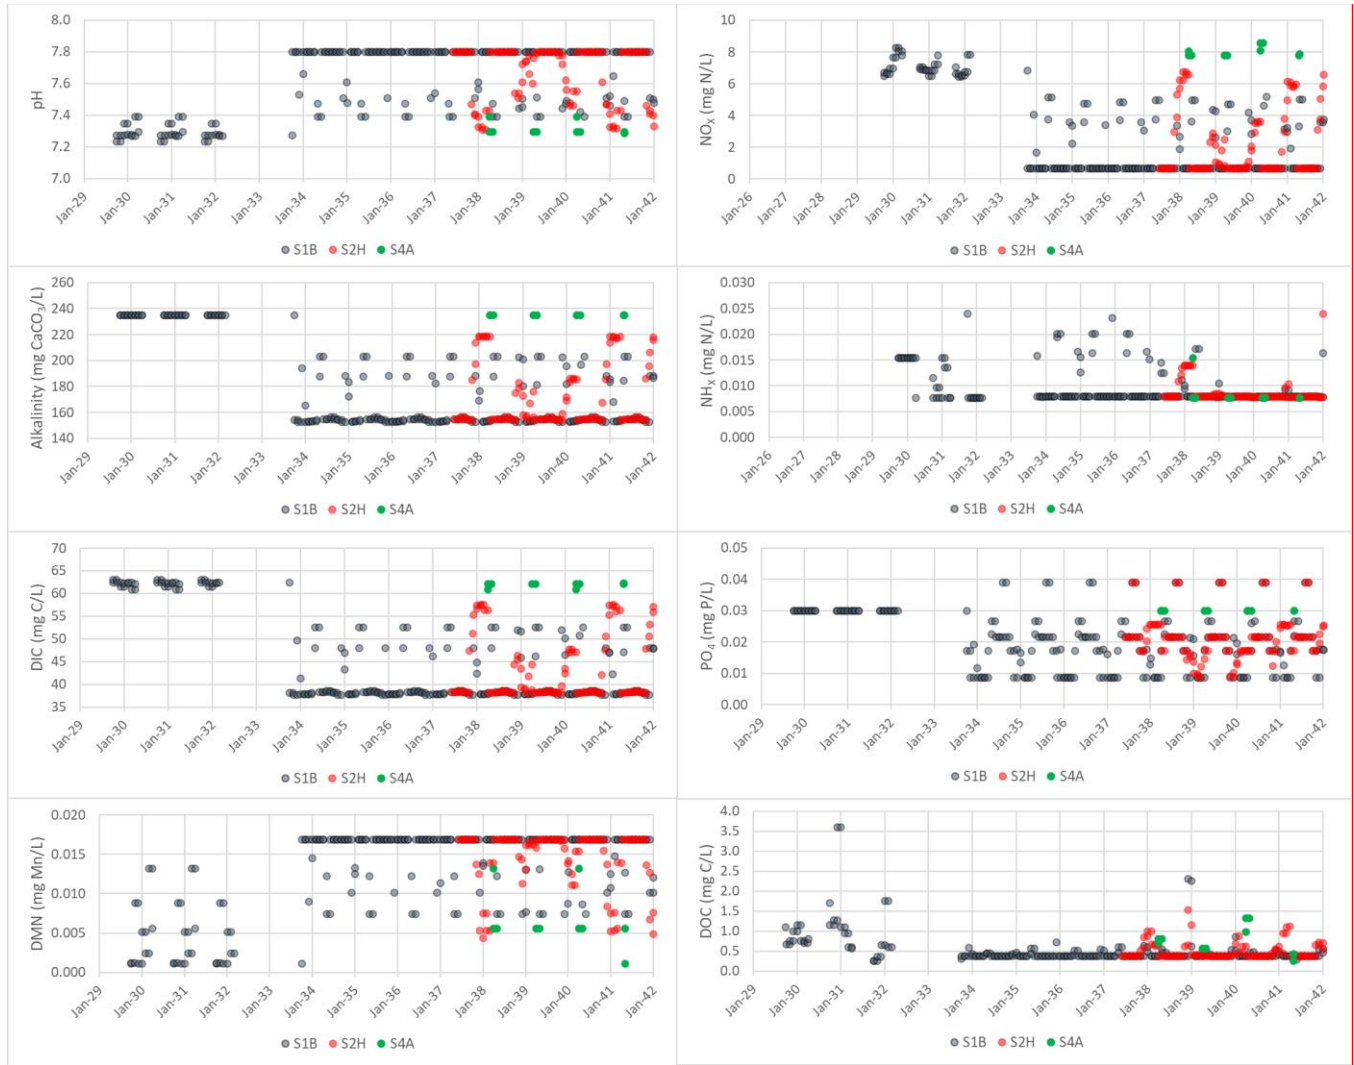 pH
8.0
7.8
7.6
7.4
7.2
7.0
Jan-29 Jan-30 Jan-31 Jan-32 Jan-33 Jan-34 Jan-35 Jan-36 Jan-37 Jan-38 Jan-39 Jan-40 Jan-41 Jan-42
S1B S2H S4A
NOX (mg N/L)
10
8
6
4
2
0
Jan-26 Jan-27 Jan-28 Jan-29 Jan-30 Jan-31 Jan-32 Jan-33 Jan-34 Jan-35 Jan-36 Jan-37 Jan-38 Jan-39 Jan-40 Jan-41 Jan-42
S1B S2H S4A
Alkalinity (mg CaCO3/L)
260
240
220
200
180
160
140
Jan-29 Jan-30 Jan-31 Jan-32 Jan-33 Jan-34 Jan-35 Jan-36 Jan-37 Jan-38 Jan-39 Jan-40 Jan-41 Jan-42
S1B S2H S4A
NHX (mg N/L)
0.030
0.025
0.020
0.015
0.010
0.005
0.000
Jan-26 Jan-27 Jan-28 Jan-29 Jan-30 Jan-31 Jan-32 Jan-33 Jan-34 Jan-35 Jan-36 Jan-37 Jan-38 Jan-39 Jan-40 Jan-41 Jan-42
S1B S2H S4A
DIC (mg C/L)
70
65
60
55
50
45
40
35
Jan-29 Jan-30 Jan-31 Jan-32 Jan-33 Jan-34 Jan-35 Jan-36 Jan-37 Jan-38 Jan-39 Jan-40 Jan-41 Jan-42
S1B S2H S4A
PO4 (mg P/L)
0.05
0.04
0.03
0.02
0.01
0.00
Jan-29 Jan-30 Jan-31 Jan-32 Jan-33 Jan-34 Jan-35 Jan-36 Jan-37 Jan-38 Jan-39 Jan-40 Jan-41 Jan-42
S1B S2H S4A
DMN (mg Mn/L)
0.020
0.015
0.010
0.005
0.000
Jan-29 Jan-30 Jan-31 Jan-32 Jan-33 Jan-34 Jan-35 Jan-36 Jan-37 Jan-38 Jan-39 Jan-40 Jan-41 Jan-42
S1B S2H S4A
DOC (mg C/L)
4.0
3.5
3.0
2.5
2.0
1.5
1.0
0.5
0.0
Jan-29 Jan-30 Jan-31 Jan-32 Jan-33 Jan-34 Jan-35 Jan-36 Jan-37 Jan-38 Jan-39 Jan-40 Jan-41 Jan-42
S1B S2H S4A